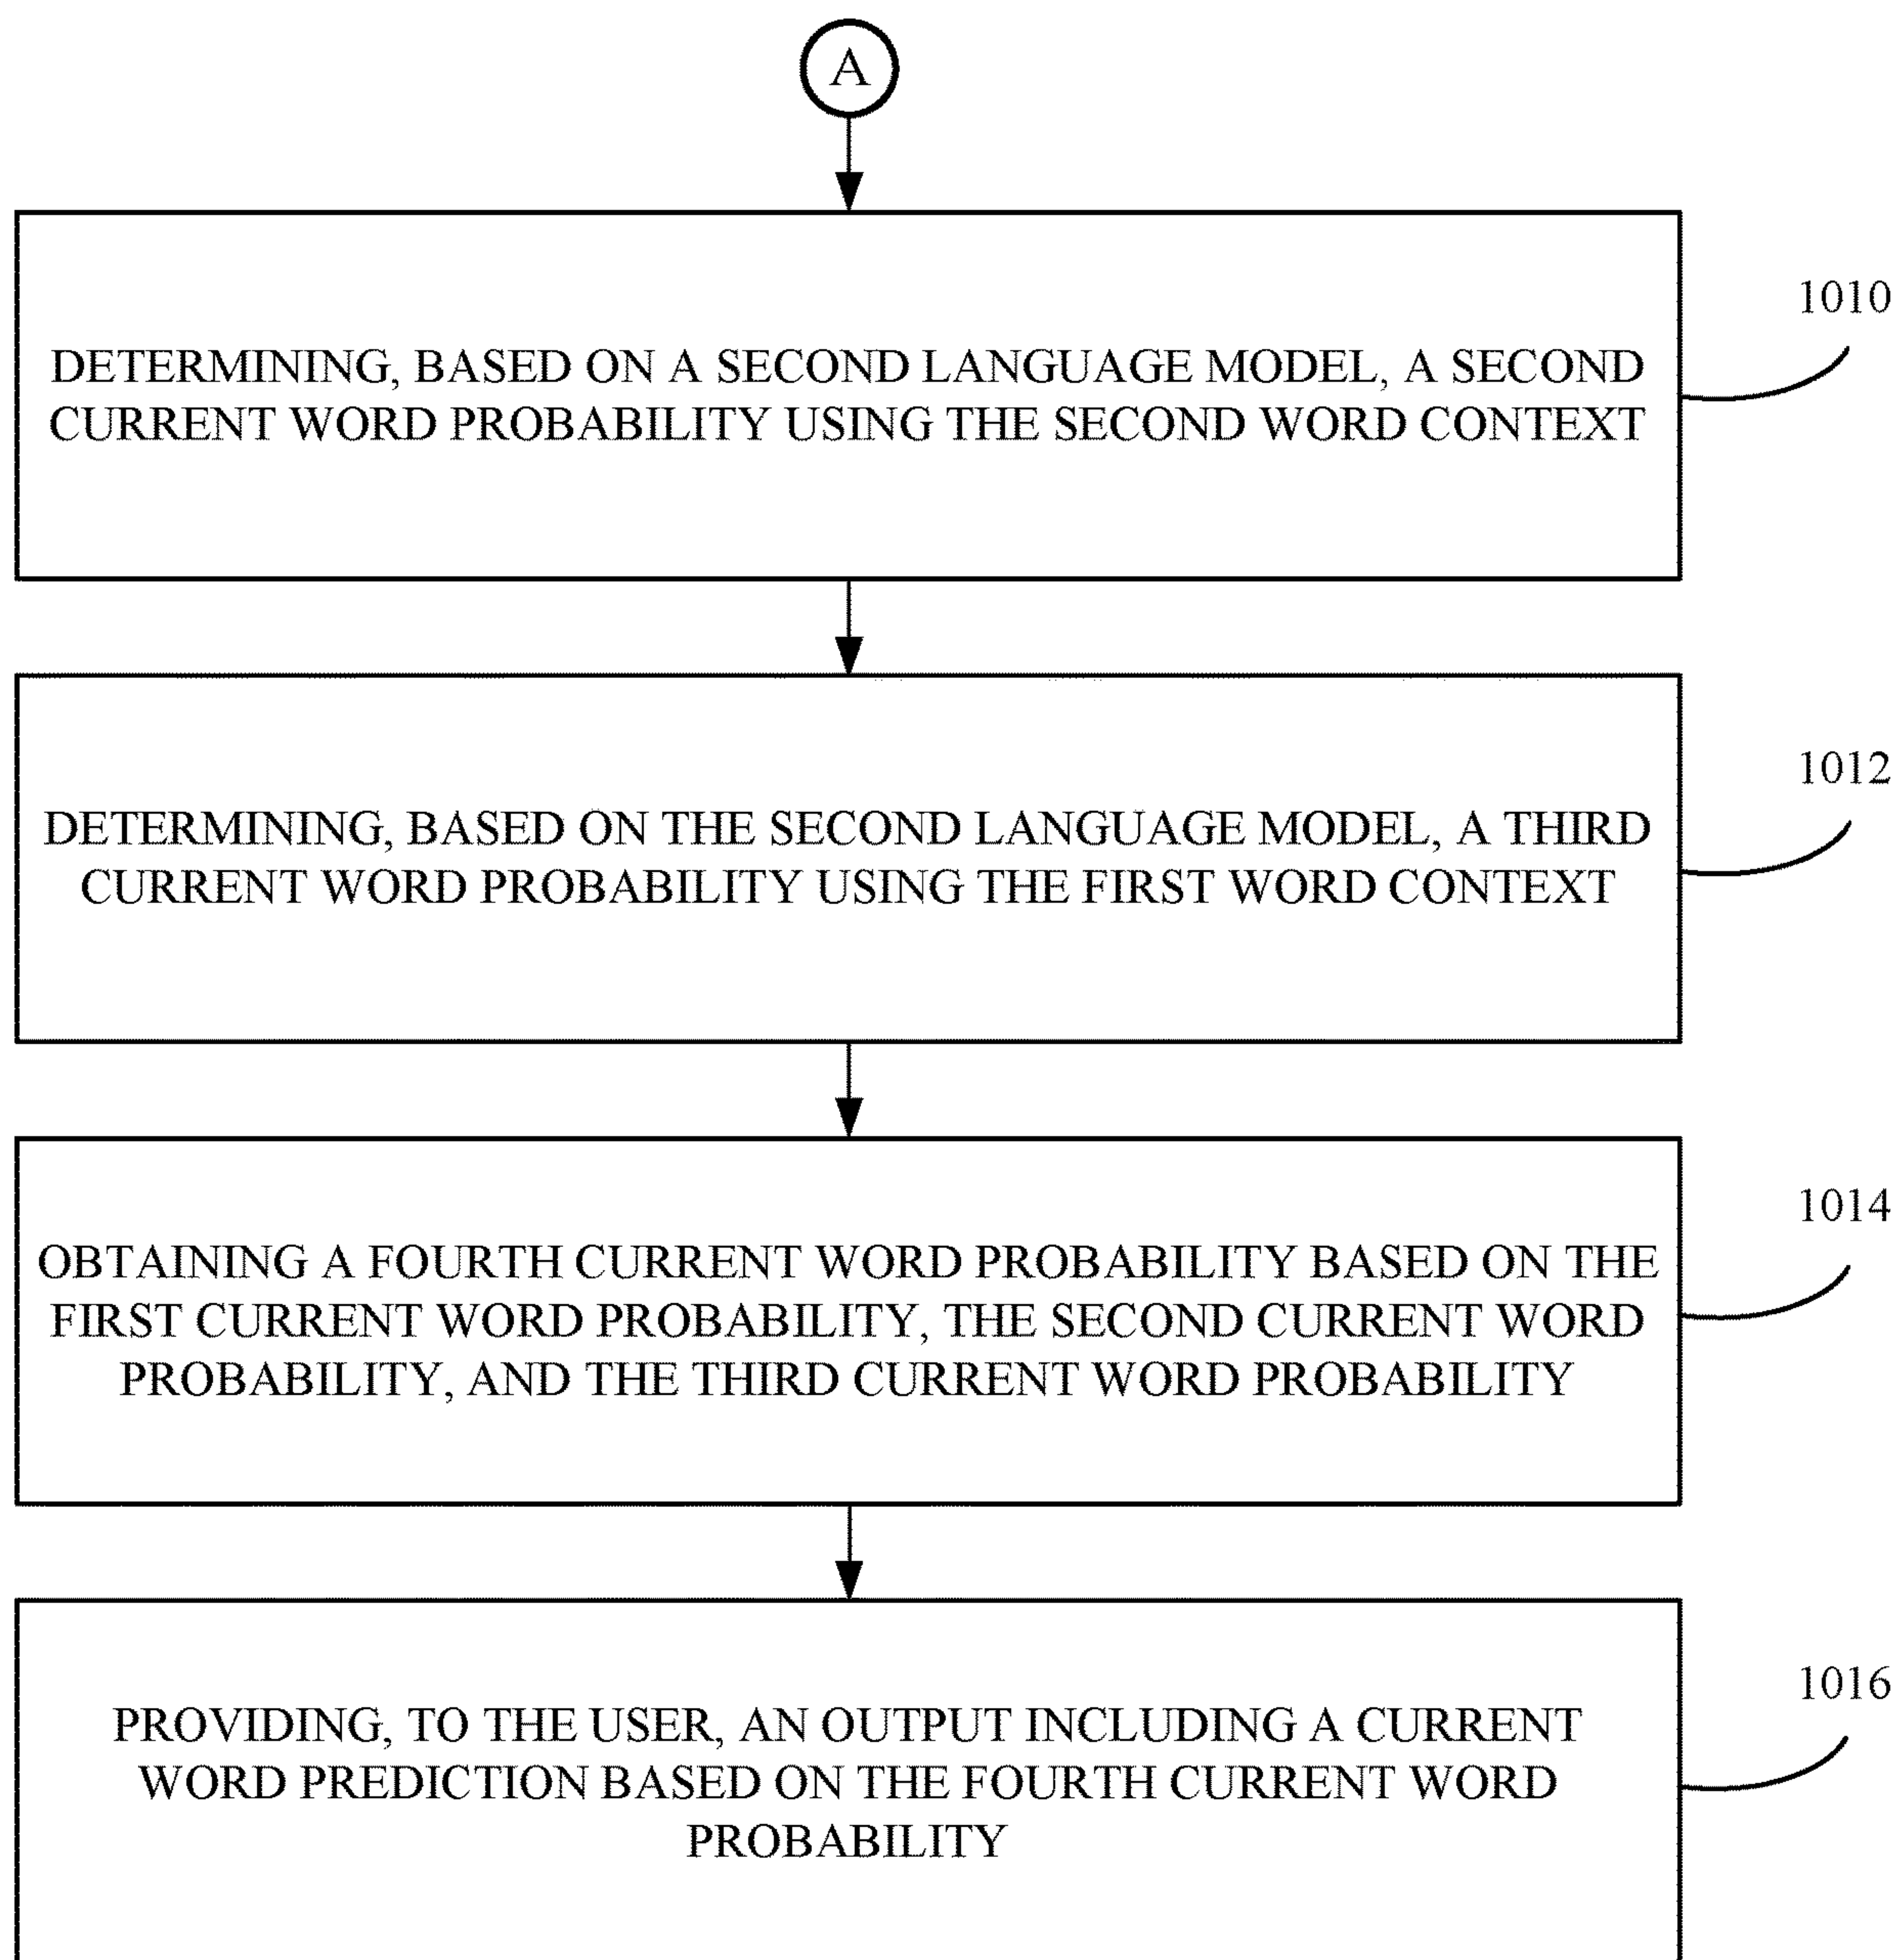 A
1010
DETERMINING, BASED ON A SECOND LANGUAGE MODEL, A SECOND
CURRENT WORD PROBABILITY USING THE SECOND WORD CONTEXT
1012
DETERMINING, BASED ON THE SECOND LANGUAGE MODEL, A THIRD
CURRENT WORD PROBABILITY USING THE FIRST WORD CONTEXT
1014
OBTAINING A FOURTH CURRENT WORD PROBABILITY BASED ON THE
FIRST CURRENT WORD PROBABILITY, THE SECOND CURRENT WORD
PROBABILITY, AND THE THIRD CURRENT WORD PROBABILITY
1016
PROVIDING, TO THE USER, AN OUTPUT INCLUDING A CURRENT
WORD PREDICTION BASED ON THE FOURTH CURRENT WORD
PROBABILITY